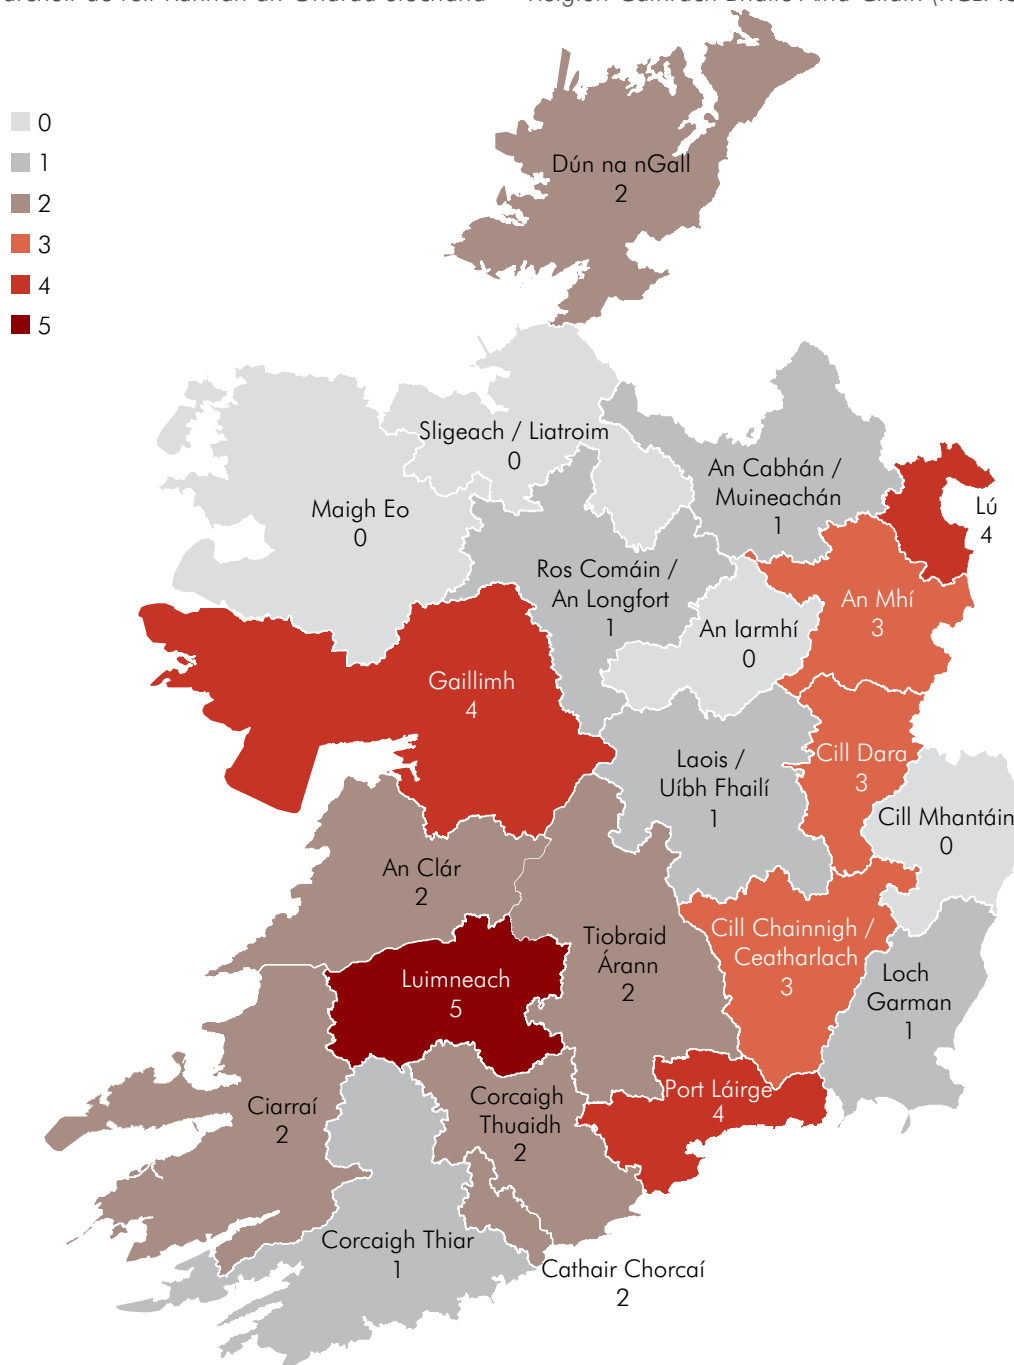 0
1
2
3
4
5
Dún na nGall
2
Sligeach / Liatroim
0
Maigh Eo
0
An Cabhán /
Muineachán
1
Lú
4
Ros Comáin /
An Longfort
1
An Iarmhí
0
An Mhí
3
Gaillimh
4
Laois /
Uíbh Fhailí
1
Cill Dara
3
Cill Mhantáin
0
An Clár
2
Tiobraid
Árann
2
Cill Chainnigh /
Ceatharlach
3
Loch
Garman
1
Luimneach
5
Ciarraí
2
Corcaigh
Thuaidh
2
Port Láirge
4
Corcaigh Thiar
1
Cathair Chorcaí
2